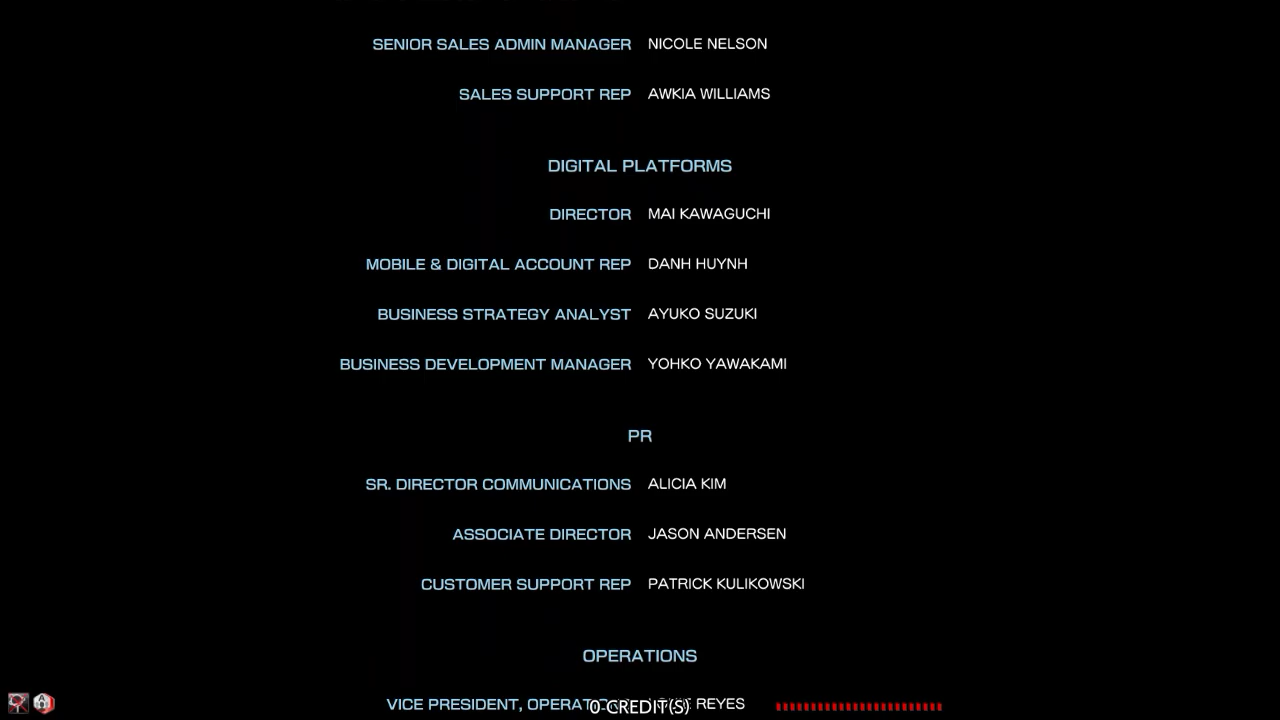 SENIOR SALES ADMIN MANAGER NICOLE NELSON
SALES SUPPORT REP AWKIA WILLIAMS
DIGITAL PLATFORMS
DIRECTOR MAI KAWAGUCHI
MOBILE & DIGITAL ACCOUNT REP DANH HUYNH
BUSINESS STRATEGY ANALYST AYUKO SUZUKI
BUSINESS DEVELOPMENT MANAGER YOHKO YAWAKAMI
PR
SR. DIRECTOR COMMUNICATIONS ALICIA KIM
ASSOCIATE DIRECTOR JASON ANDERSEN
CUSTOMER SUPPORT REP PATRICK KULIKOWSKI
OPERATIONS
VICE PRESIDENT, REYES
0 CREDIT(S)